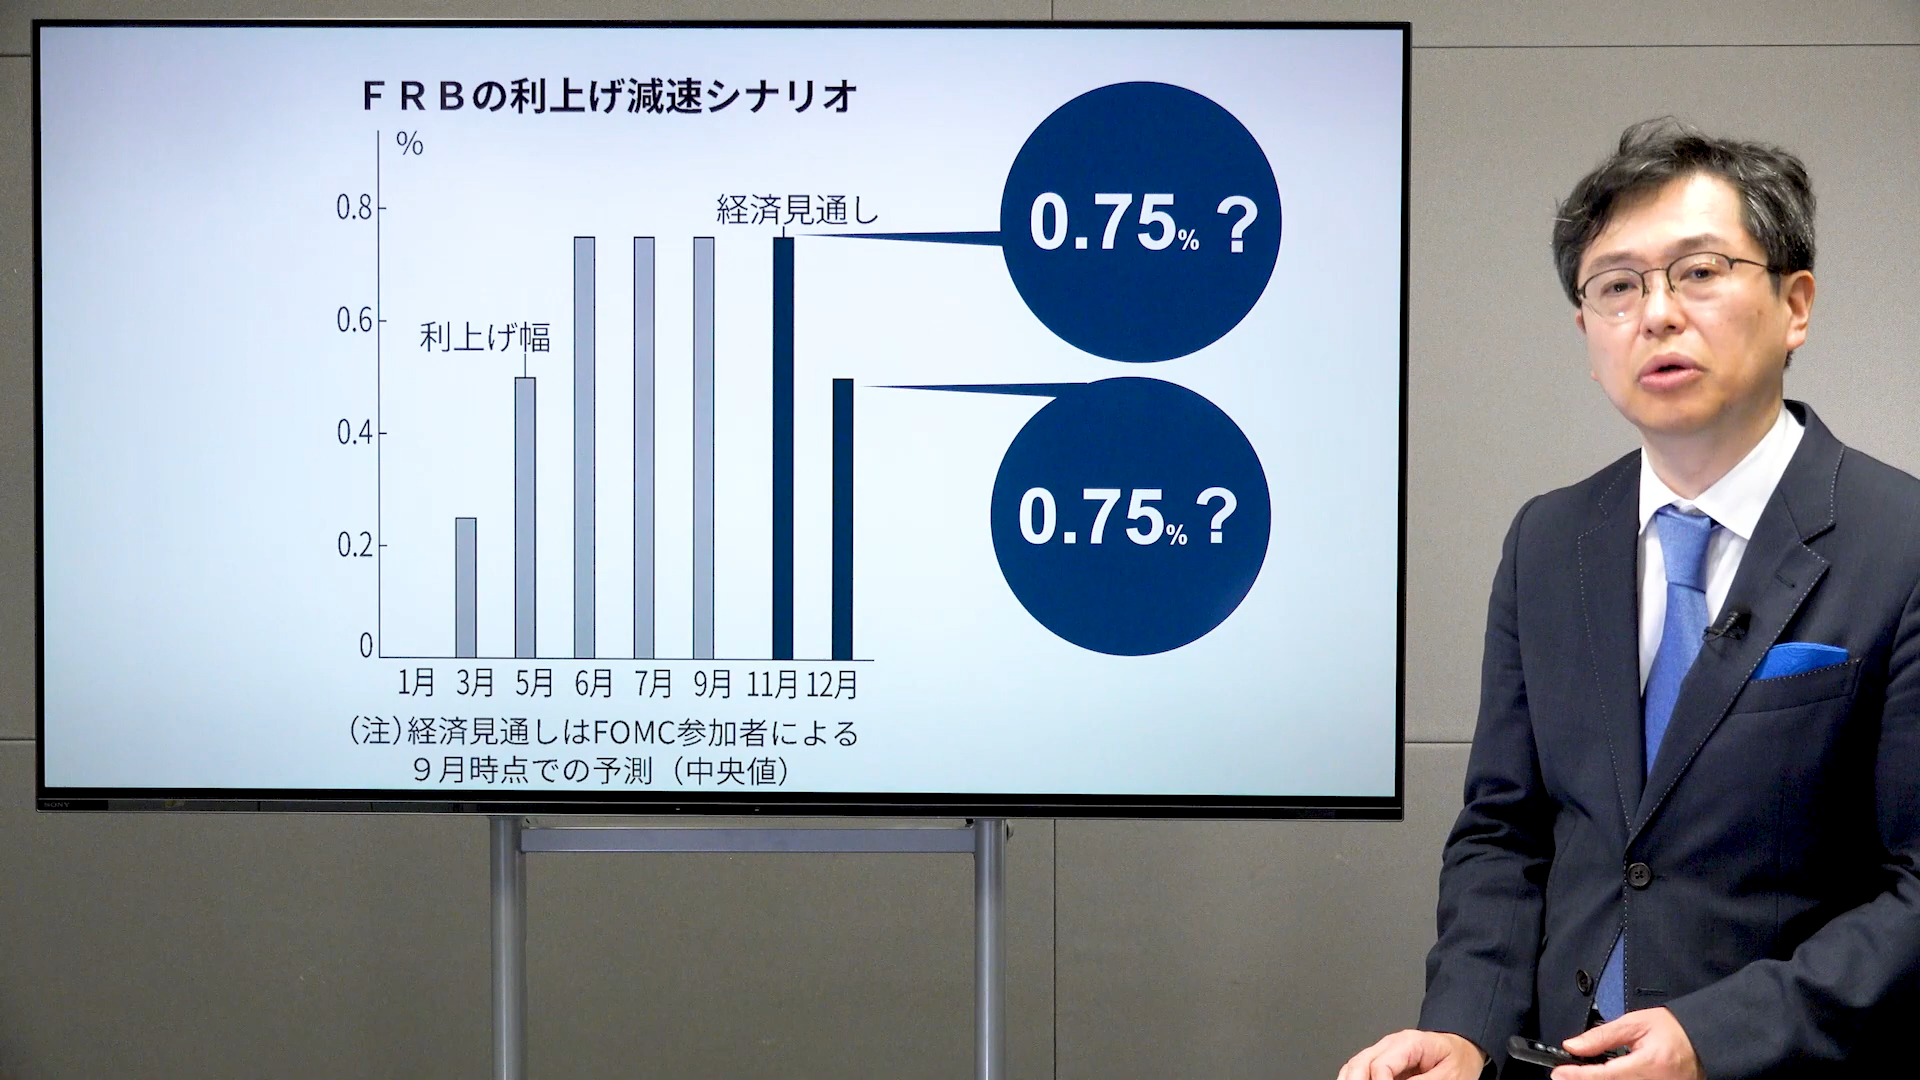 ＦＲＢの利上げ減速シナリオ
%
0.8
0.6
0.4
0.2
0
利上げ幅
経済見通し
0.75%？
0.75%？
1月 3月 5月 6月 7月 9月 11月 12月
（注）経済見通しはFOMC参加者による
９月時点での予測（中央値）
SONY